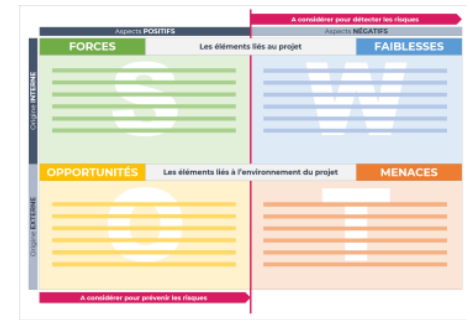 A considérer pour détecter les risques
Aspects POSITIFS
Aspects NÉGATIFS
FORCES
Les éléments liés au projet
FAIBLESSES
Origine INTERNE
S
W
OPPORTUNITÉS
Les éléments liés à l'environnement du projet
MENACES
Origine EXTERNE
O
T
A considérer pour prévenir les risques